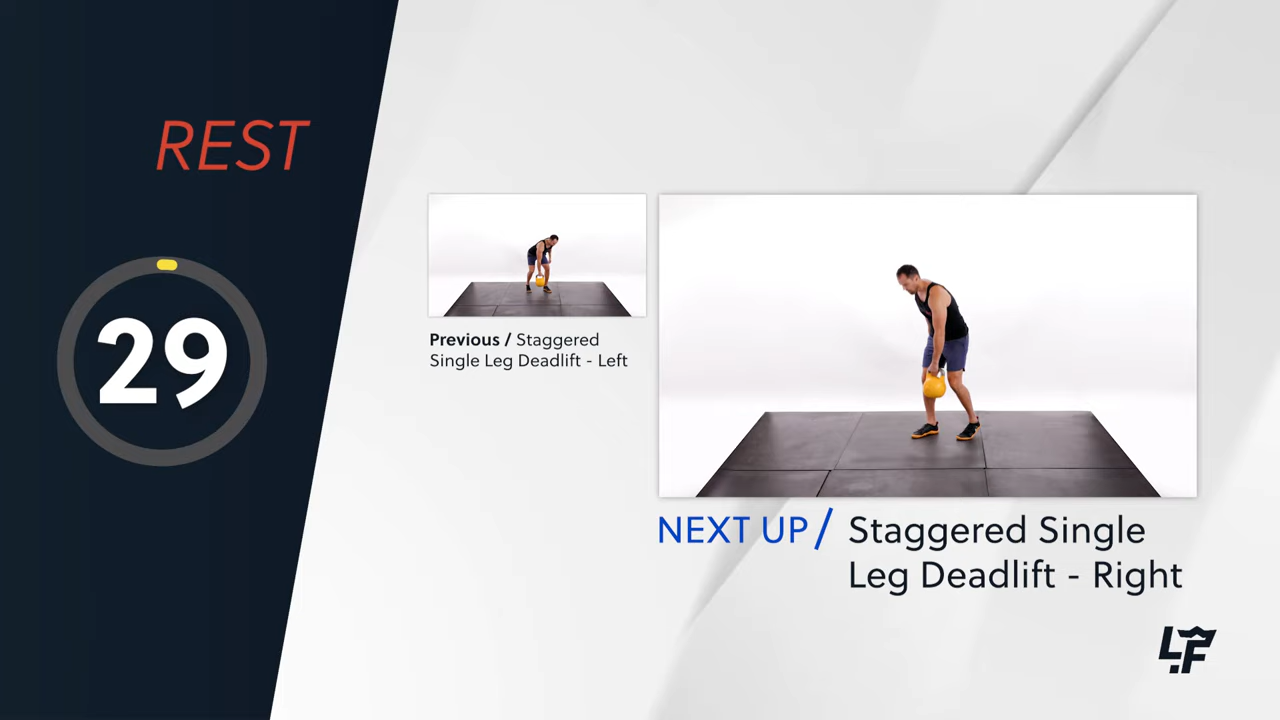 REST
29
Previous / Staggered
Single Leg Deadlift - Left
NEXT UP / Staggered Single
Leg Deadlift - Right
LF